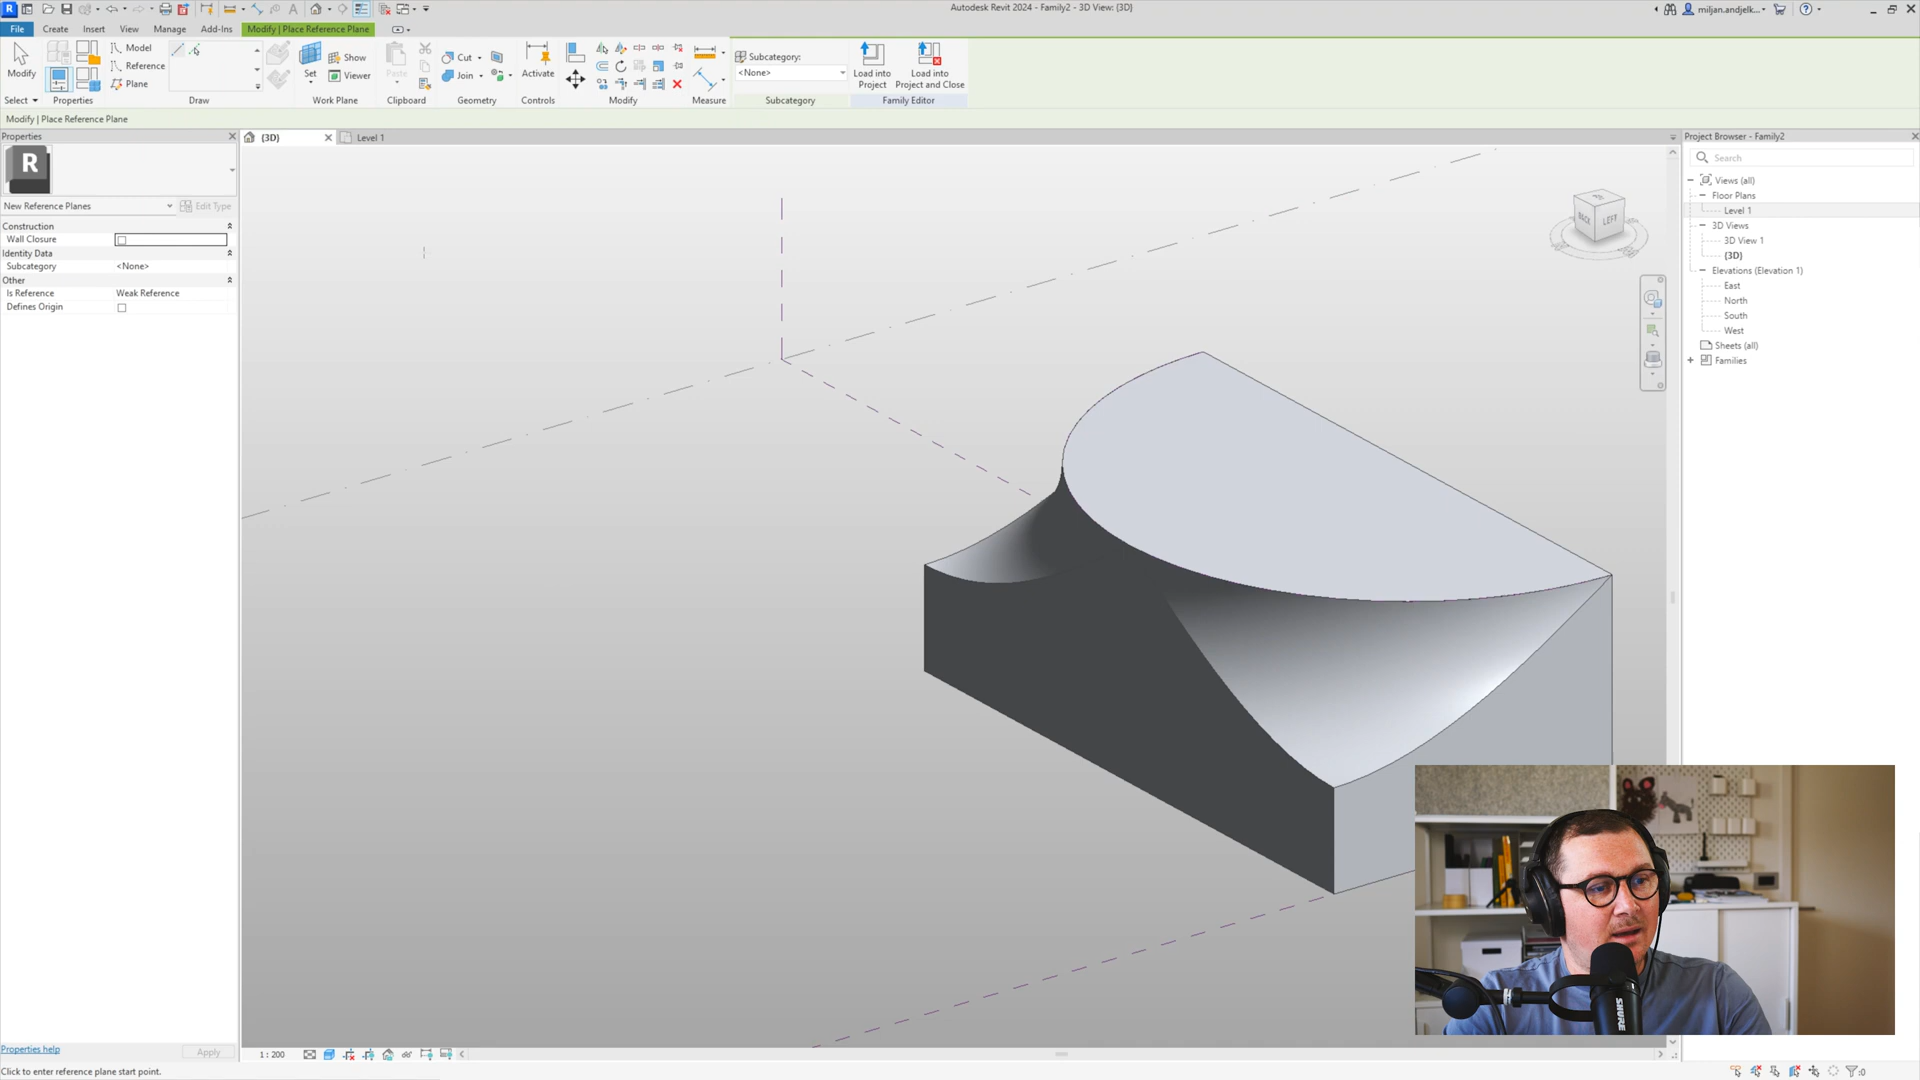 Autodesk Revit 2024 - Family2 - 3D View: {3D}
miljan.andjelk...
File Create Insert View Manage Add-Ins Modify | Place Reference Plane
Modify
Model
Reference
Plane
Set
Show
Viewer
Paste
Cut
Join
Activate
Subcategory:
<None>
Load into
Project
Load into
Project and Close
Select Properties Draw Work Plane Clipboard Geometry Controls Modify Measure Subcategory Family Editor
Modify | Place Reference Plane
Properties
R
New Reference Planes
Edit Type
Construction
Wall Closure
Identity Data
Subcategory <None>
Other
Is Reference Weak Reference
Defines Origin
Properties help
Apply
Click to enter reference plane start point.
{3D}
Level 1
BACK
LEFT
1 : 200
Project Browser - Family2
Search
Views (all)
Floor Plans
Level 1
3D Views
3D View 1
{3D}
Elevations (Elevation 1)
East
North
South
West
Sheets (all)
Families
SHURE
:0